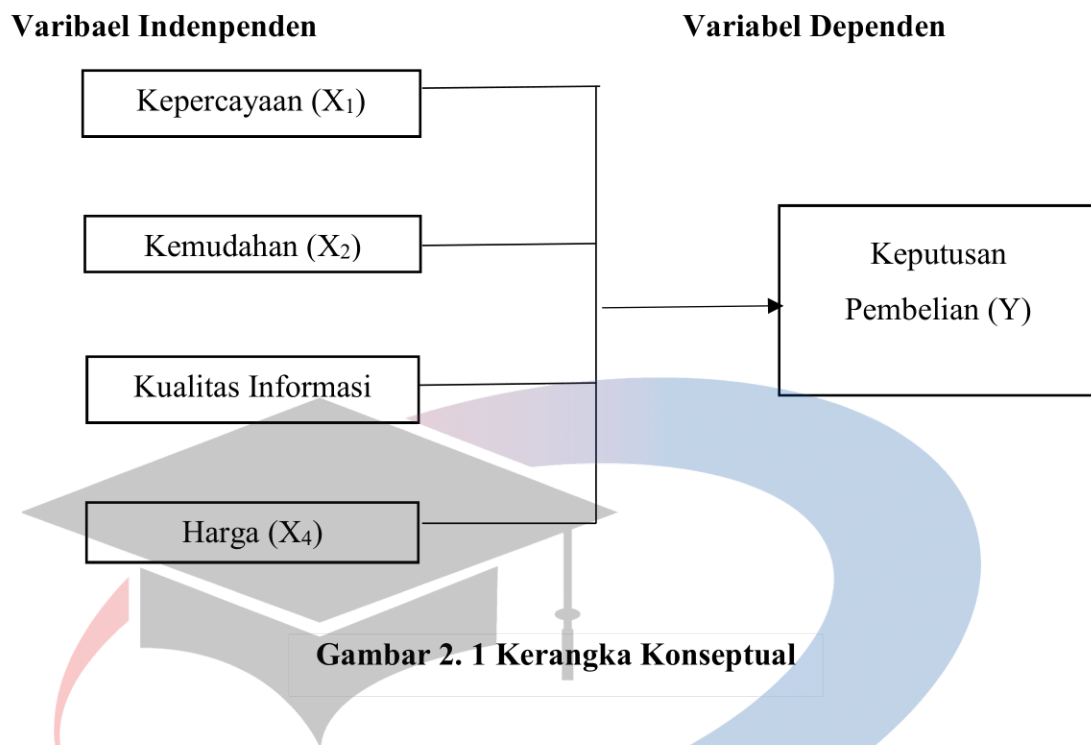 Varibael Indenpenden
Variabel Dependen
Kepercayaan (X₁)
Kemudahan (X₂)
Keputusan
Pembelian (Y)
Kualitas Informasi
Harga (X₄)
Gambar 2. 1 Kerangka Konseptual